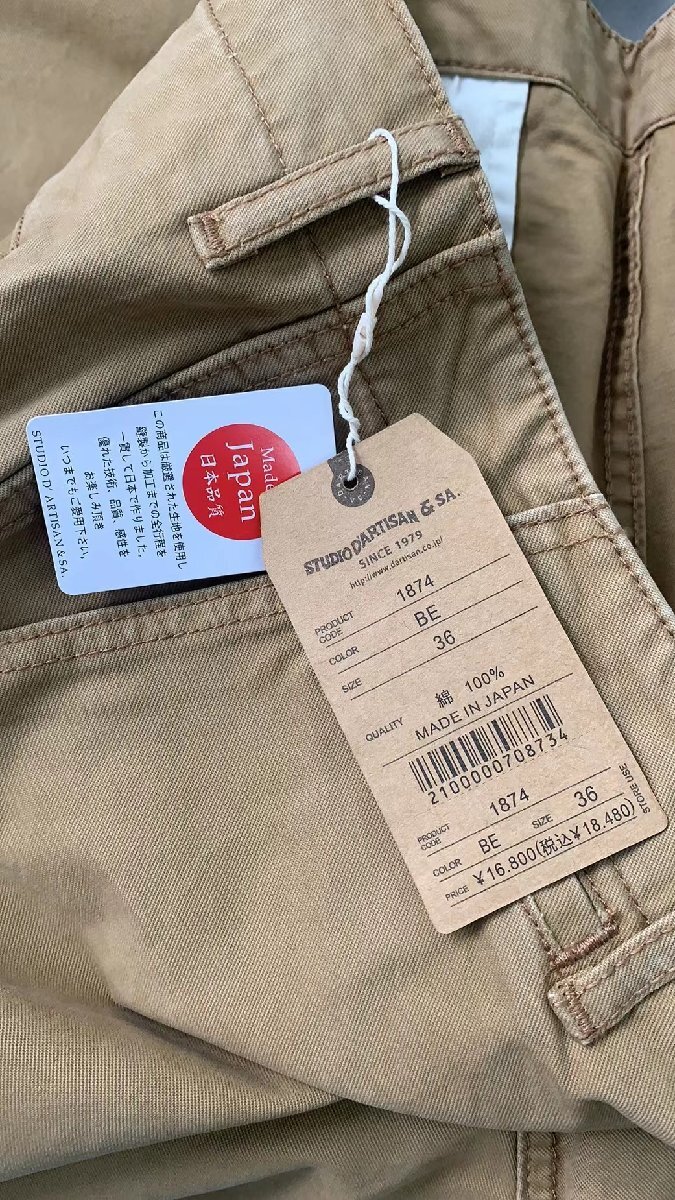 Made
Japan
日本品質
この商品は厳選された生地を使用し
縫製から加工までの全行程を
一貫して日本で作りました。
優れた技術、品質、感性を
お楽しみ頂き
いつまでもご愛用下さい。
STUDIO D'ARTISAN & SA.
STUDIO D'ARTISAN & SA.
SINCE 1979
http://www.dartisan.co.jp/
PRODUCT CODE 1874
COLOR BE
SIZE 36
QUALITY 綿 100%
MADE IN JAPAN
2100000708734
PRODUCT CODE 1874
COLOR BE SIZE 36
PRICE ¥16.800(税込¥18.480)
STORE USE